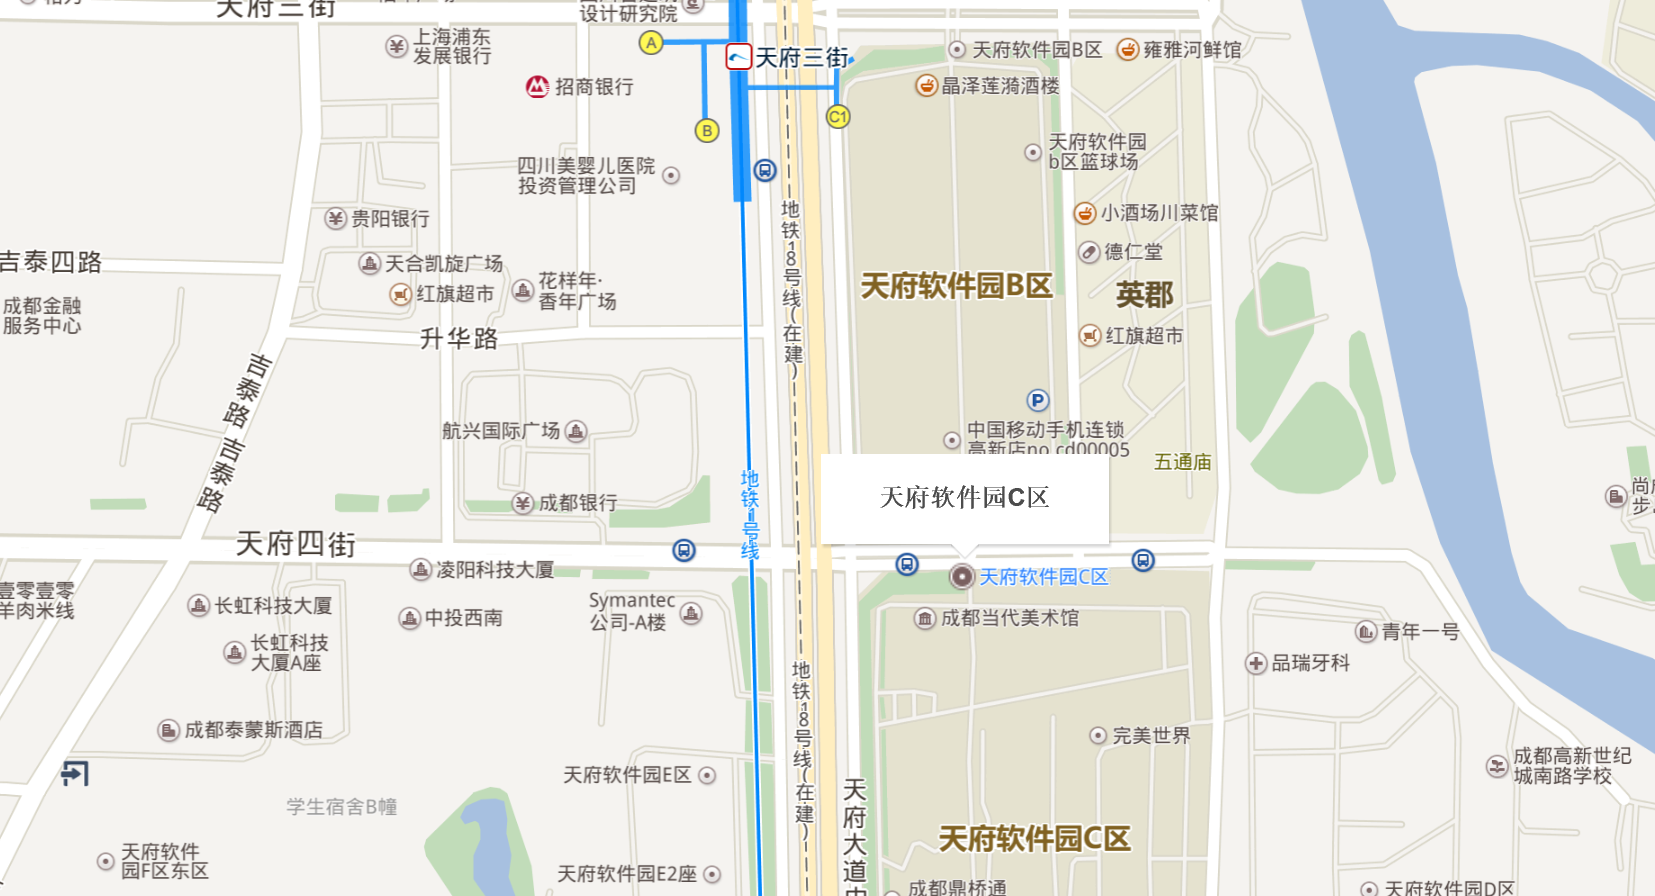 天府三街
设计研究院
上海浦东
发展银行
A
天府三街
天府软件园B区
雍雅河鲜馆
招商银行
晶泽莲漪酒楼
B
C1
天府软件园
b区篮球场
四川美婴儿医院
投资管理公司
贵阳银行
地铁18号线(在建)
小酒场川菜馆
德仁堂
吉泰四路
天合凯旋广场
红旗超市
花样年·
香年广场
天府软件园B区
英郡
成都金融
服务中心
升华路
红旗超市
吉泰路
P
航兴国际广场
中国移动手机连锁
高新店no.cd00005
吉泰路
五通庙
地铁1号线
成都银行
天府软件园C区
天府四街
凌阳科技大厦
天府软件园C区
壹零壹零
羊肉米线
长虹科技大厦
中投西南
Symantec
公司-A楼
成都当代美术馆
青年一号
长虹科技
大厦A座
品瑞牙科
地铁18号线(在建)
成都泰蒙斯酒店
完美世界
天府软件园E区
成都高新世纪
城南路学校
学生宿舍B幢
天府大道中
天府软件园C区
天府软件
园F区东区
天府软件园E2座
成都鼎桥通
天府软件园D区